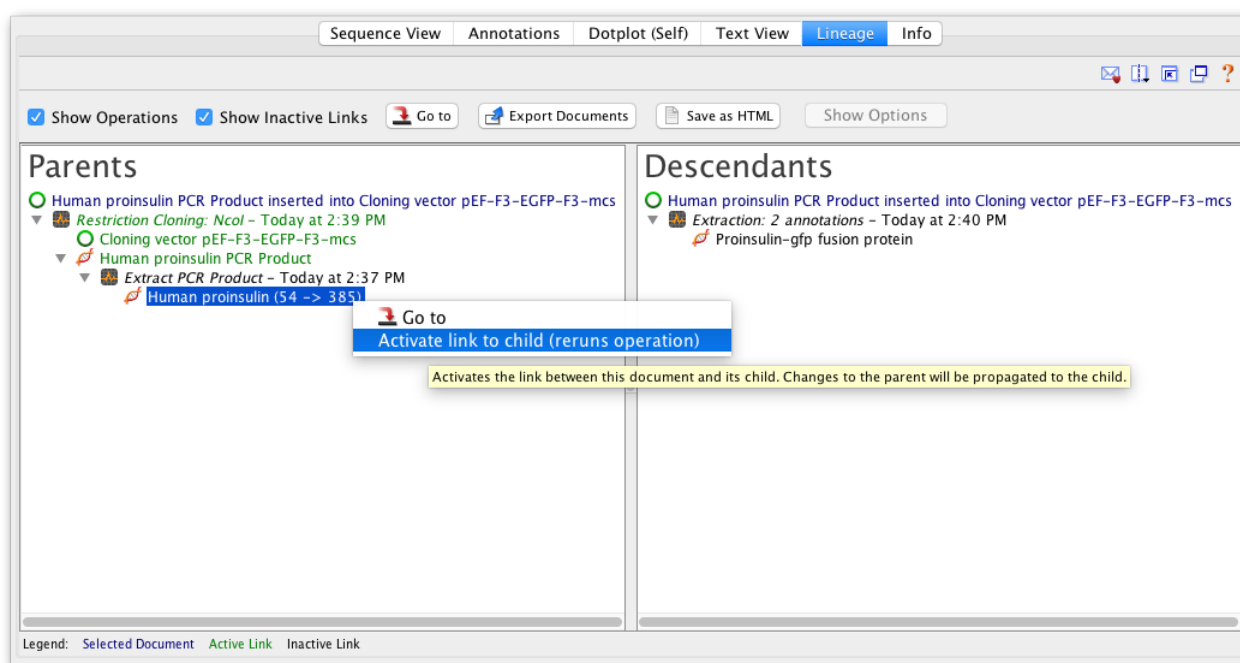 Sequence View Annotations Dotplot (Self) Text View Lineage Info
?
Show Operations Show Inactive Links Go to Export Documents Save as HTML Show Options
Parents
Human proinsulin PCR Product inserted into Cloning vector pEF-F3-EGFP-F3-mcs
Restriction Cloning: NcoI - Today at 2:39 PM
Cloning vector pEF-F3-EGFP-F3-mcs
Human proinsulin PCR Product
Extract PCR Product - Today at 2:37 PM
Human proinsulin (54 -> 385)
Go to
Activate link to child (reruns operation)
Activates the link between this document and its child. Changes to the parent will be propagated to the child.
Descendants
Human proinsulin PCR Product inserted into Cloning vector pEF-F3-EGFP-F3-mcs
Extraction: 2 annotations - Today at 2:40 PM
Proinsulin-gfp fusion protein
Legend: Selected Document Active Link Inactive Link